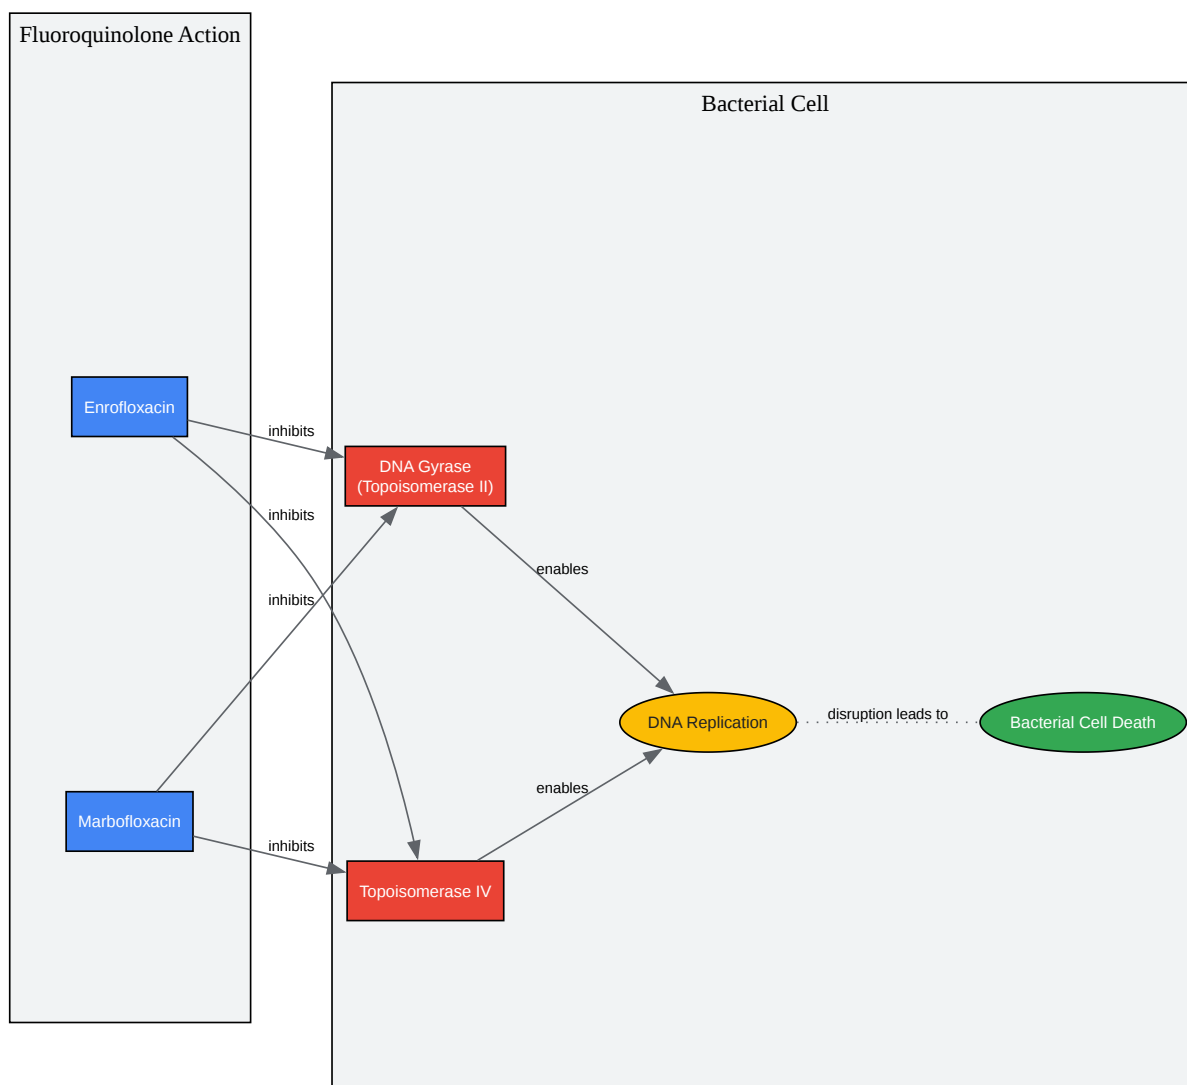 Fluoroquinolone Action
Bacterial Cell
Enrofloxacin
inhibits
DNA Gyrase
(Topoisomerase II)
inhibits
enables
inhibits
DNA Replication
disruption leads to
Bacterial Cell Death
enables
Marbofloxacin
inhibits
Topoisomerase IV